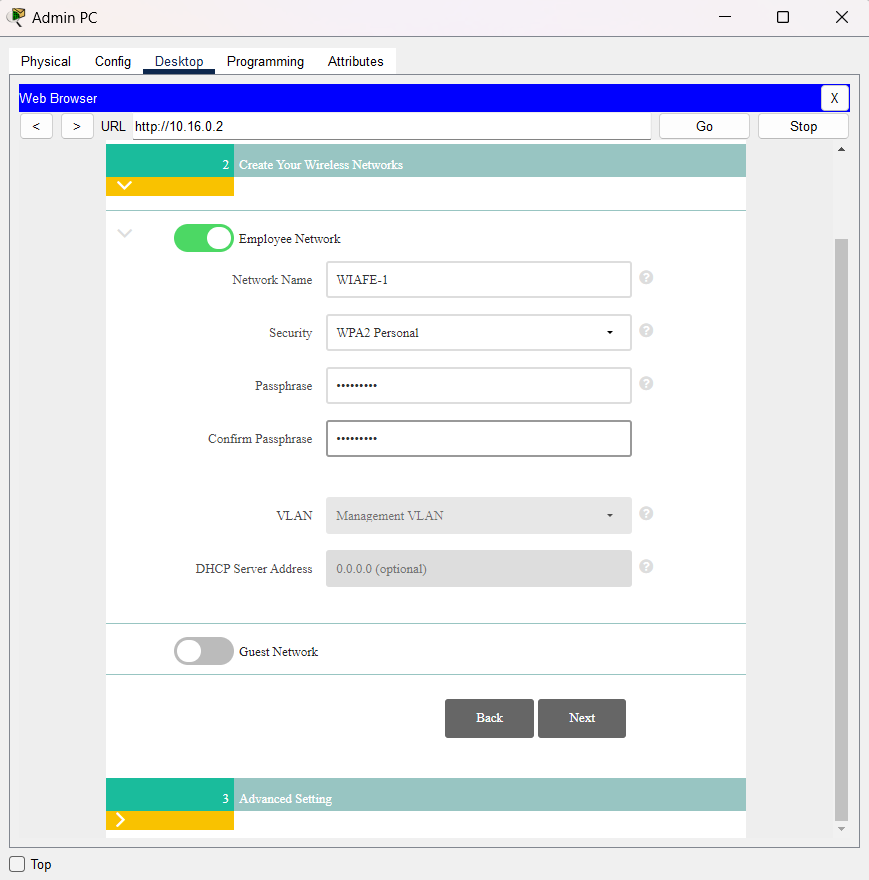 Admin PC
Physical Config Desktop Programming Attributes
Web Browser X
< > URL http://10.16.0.2 Go Stop
2 Create Your Wireless Networks
Employee Network
Network Name WIAFE-1 ?
Security WPA2 Personal ?
Passphrase ••••••••• ?
Confirm Passphrase •••••••••
VLAN Management VLAN ?
DHCP Server Address 0.0.0.0 (optional) ?
Guest Network
Back Next
3 Advanced Setting
Top